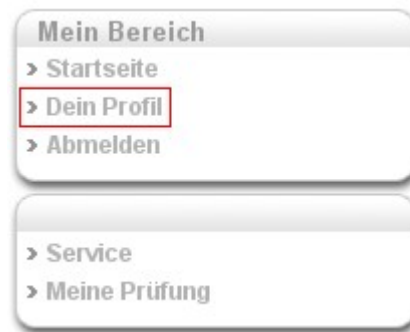 Mein Bereich
> Startseite
> Dein Profil
> Abmelden
> Service
> Meine Prüfung